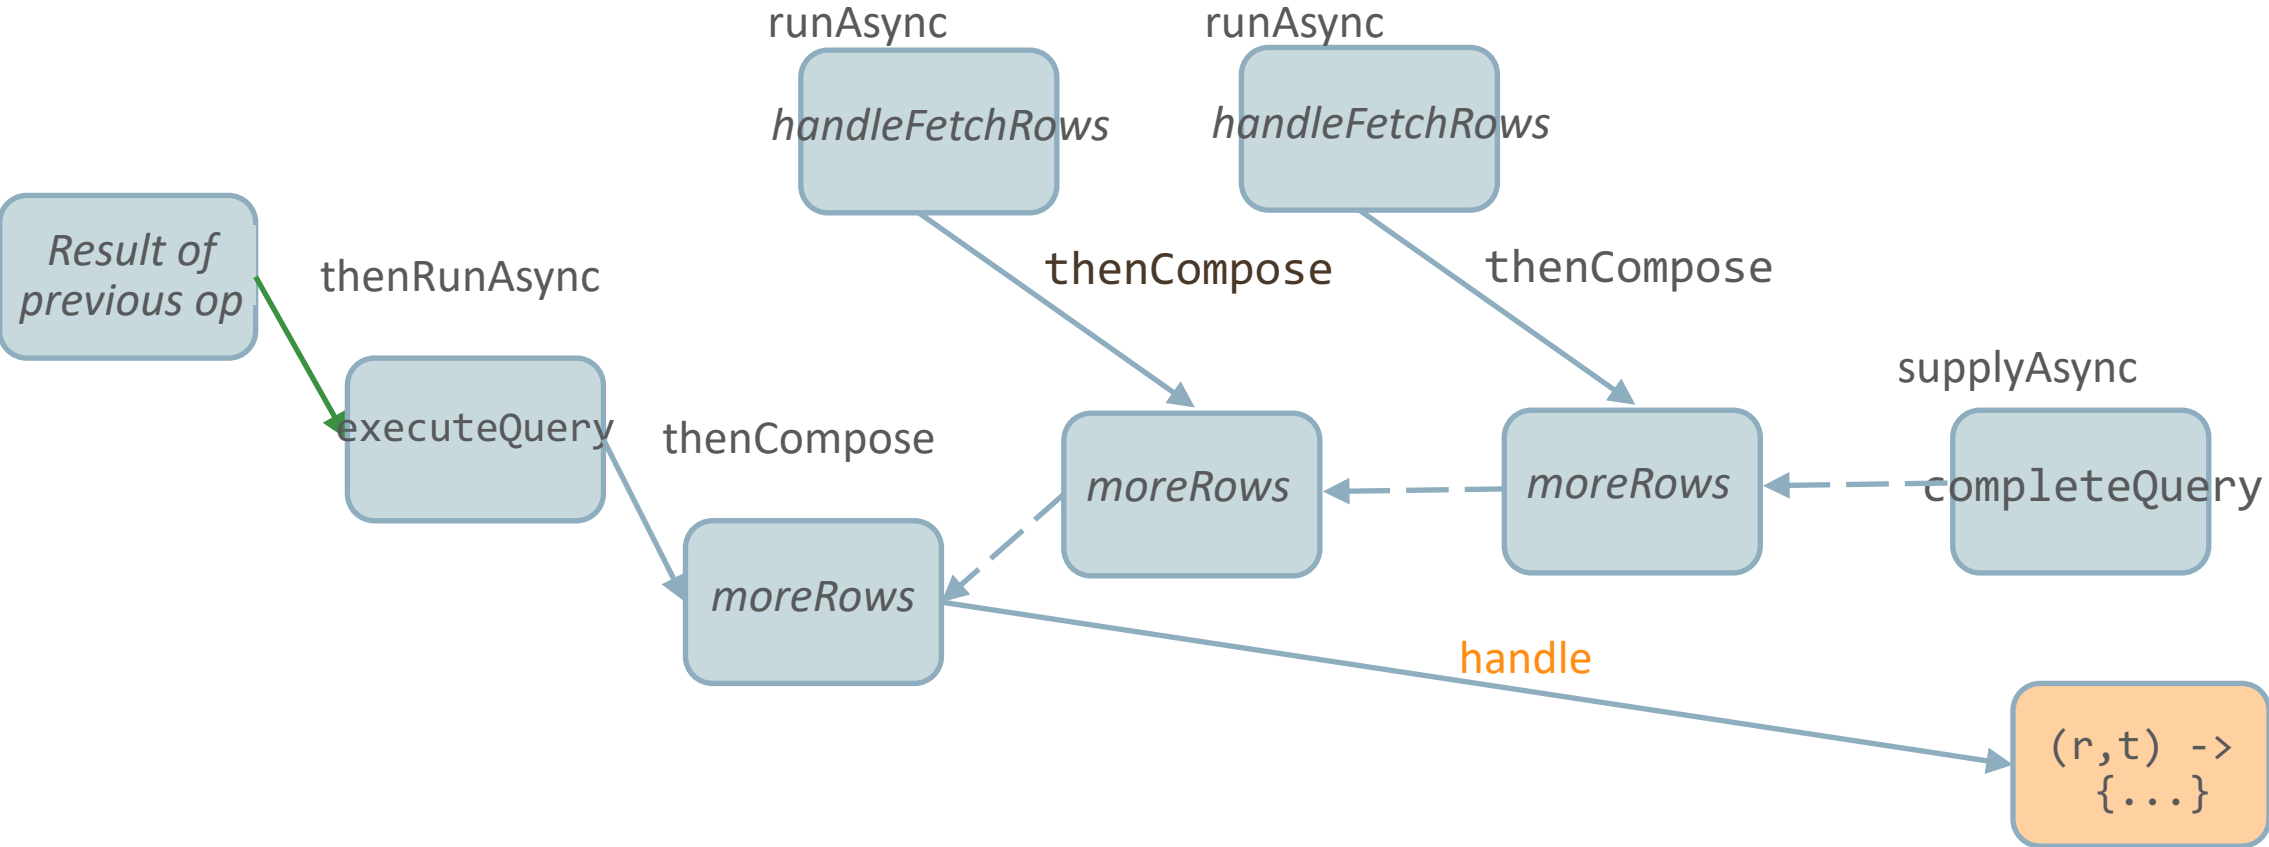 runAsync
runAsync
handleFetchRows
handleFetchRows
Result of
previous op
thenRunAsync
thenCompose
thenCompose
supplyAsync
executeQuery
thenCompose
moreRows
moreRows
completeQuery
moreRows
handle
(r,t) ->
{...}